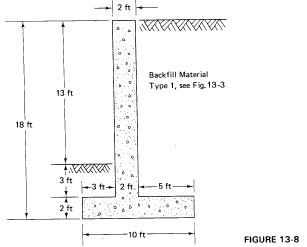 2 ft
Backfill Material
Type 1, see Fig. 13-3
13 ft
18 ft
3 ft
3 ft
2 ft
5 ft
2 ft
10 ft
FIGURE 13-8